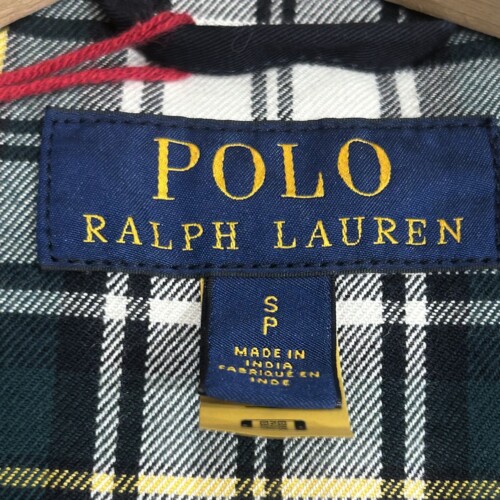 POLO
RALPH LAUREN
S
P
MADE IN
INDIA
FABRIQUÉ EN
INDE